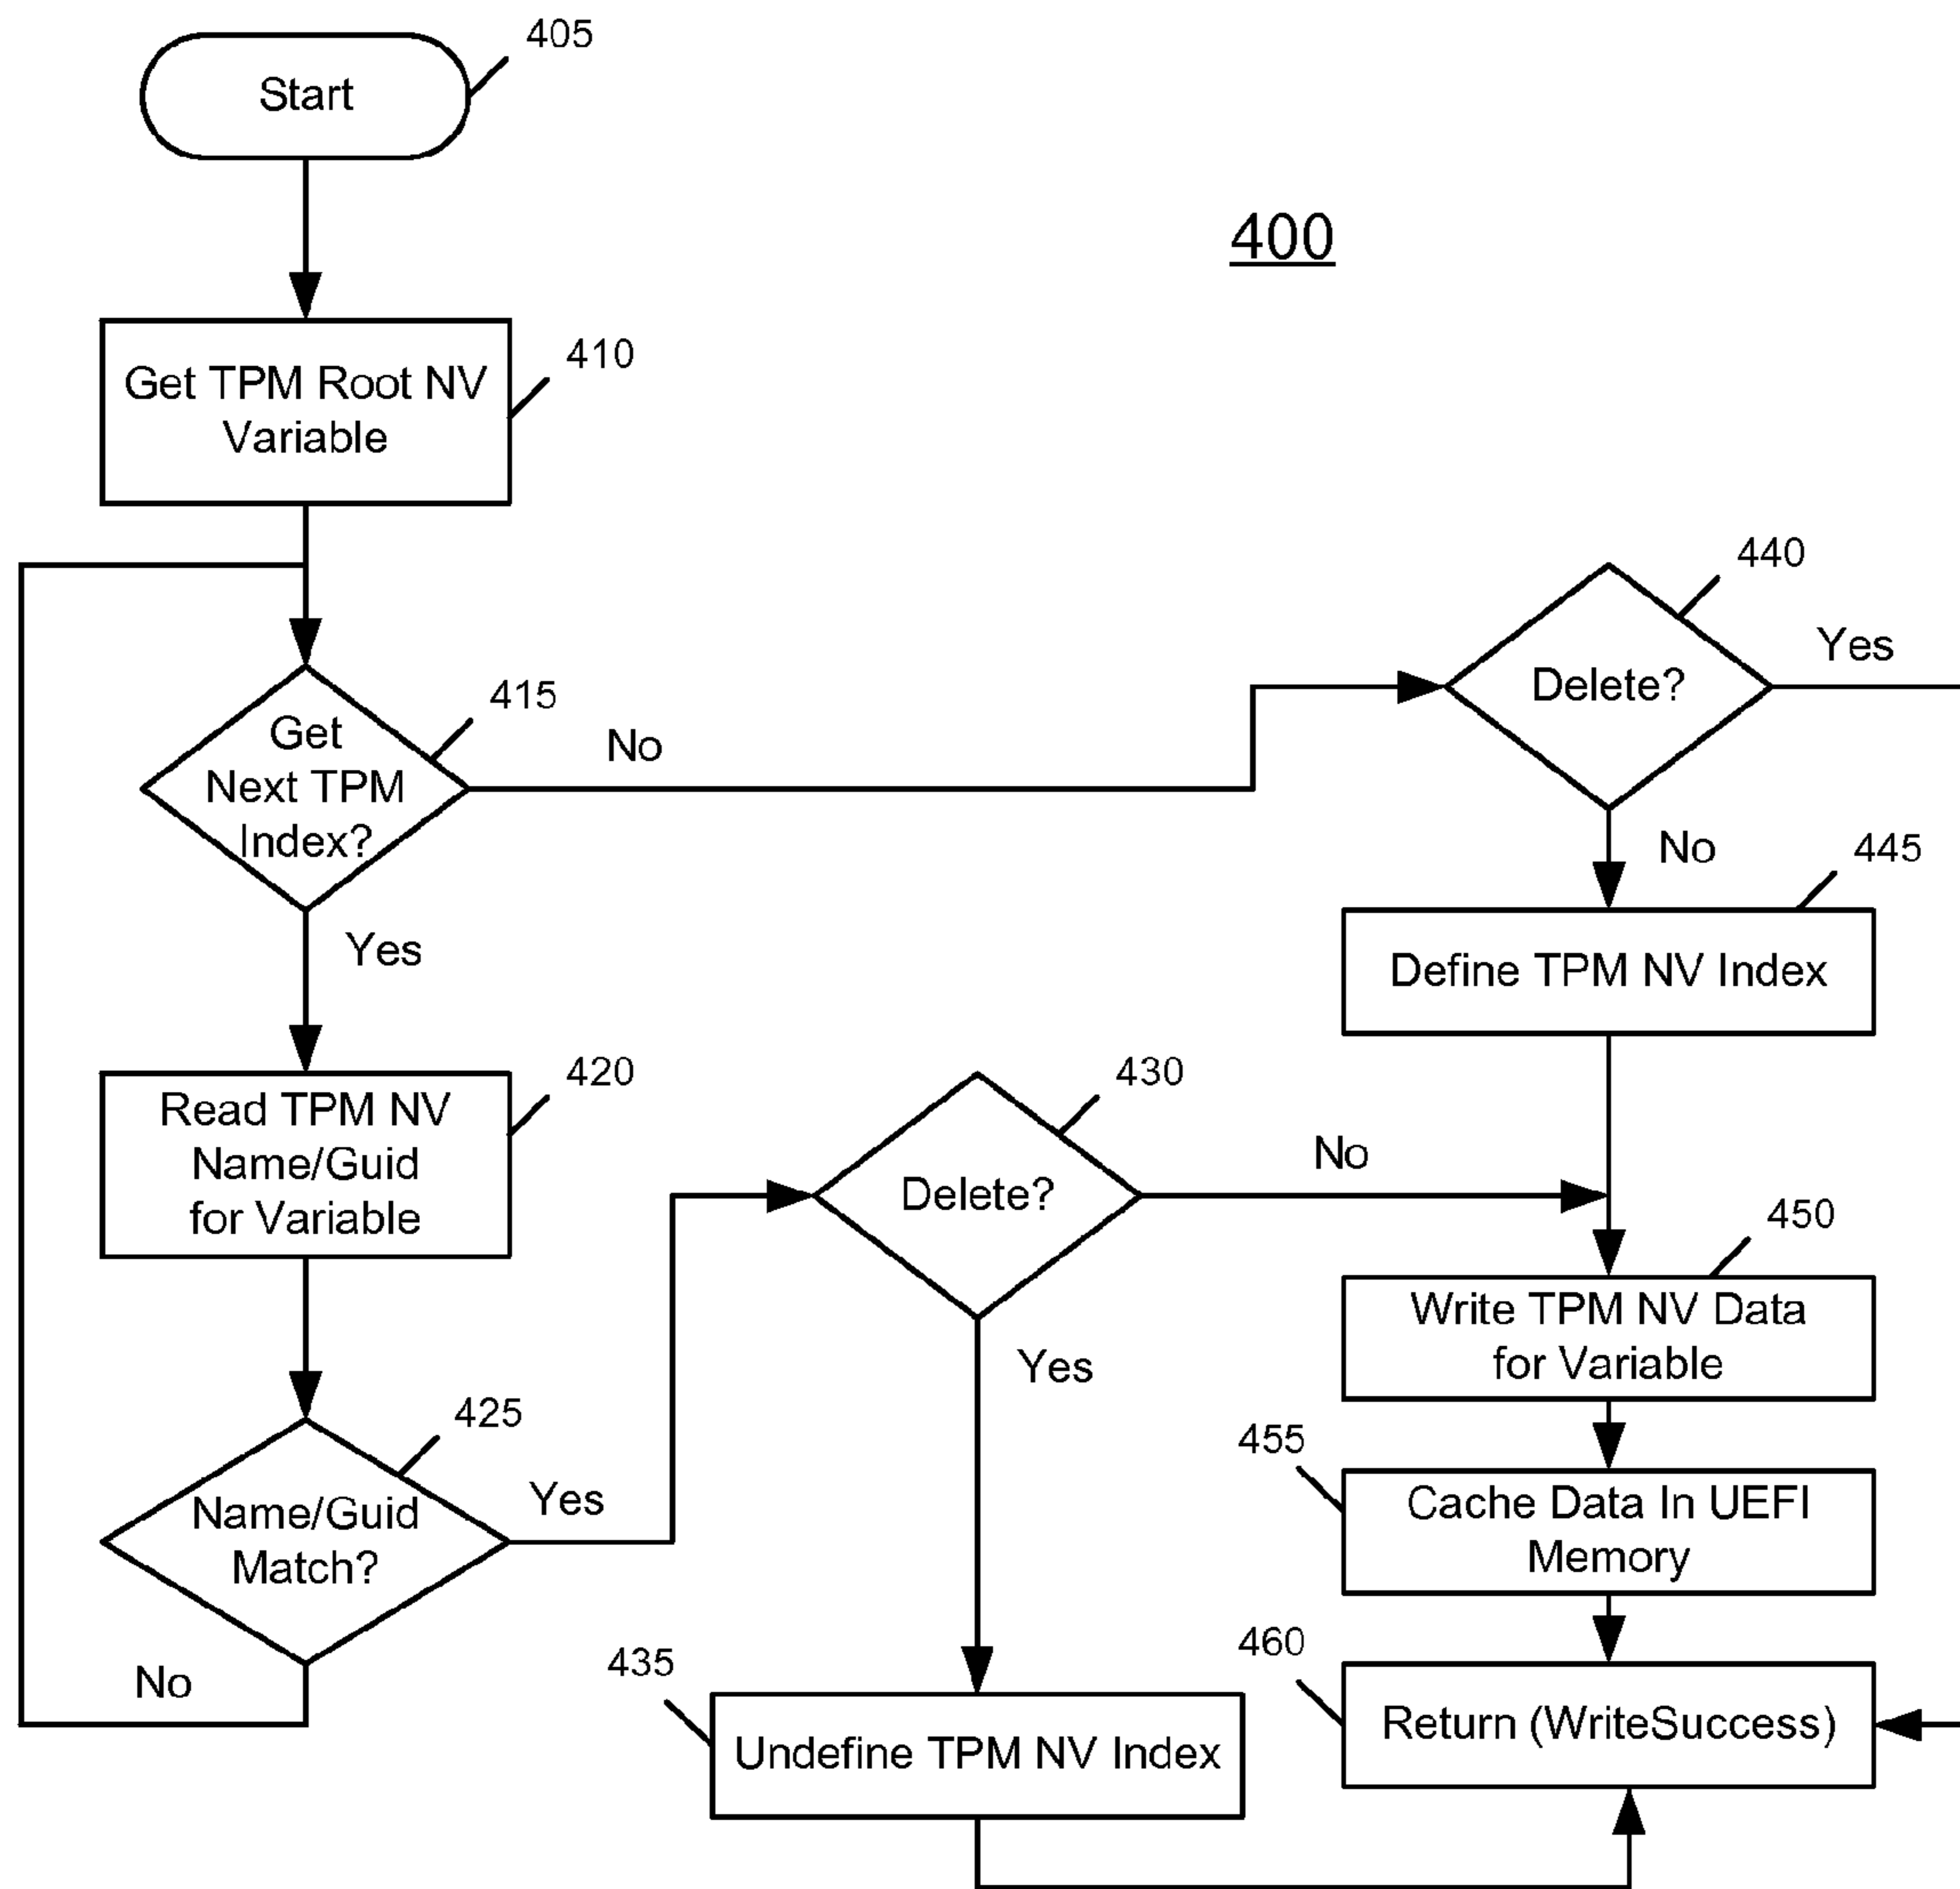 405
Start
400
410
Get TPM Root NV
Variable
440
Yes
Delete?
415
Get
Next TPM
Index?
No
No
445
Yes
Define TPM NV Index
420
Read TPM NV
Name/Guid
for Variable
430
No
Delete?
450
Write TPM NV Data
for Variable
Yes
425
Name/Guid
Match?
Yes
455
Cache Data In UEFI
Memory
No
435
Undefine TPM NV Index
460
Return (WriteSuccess)